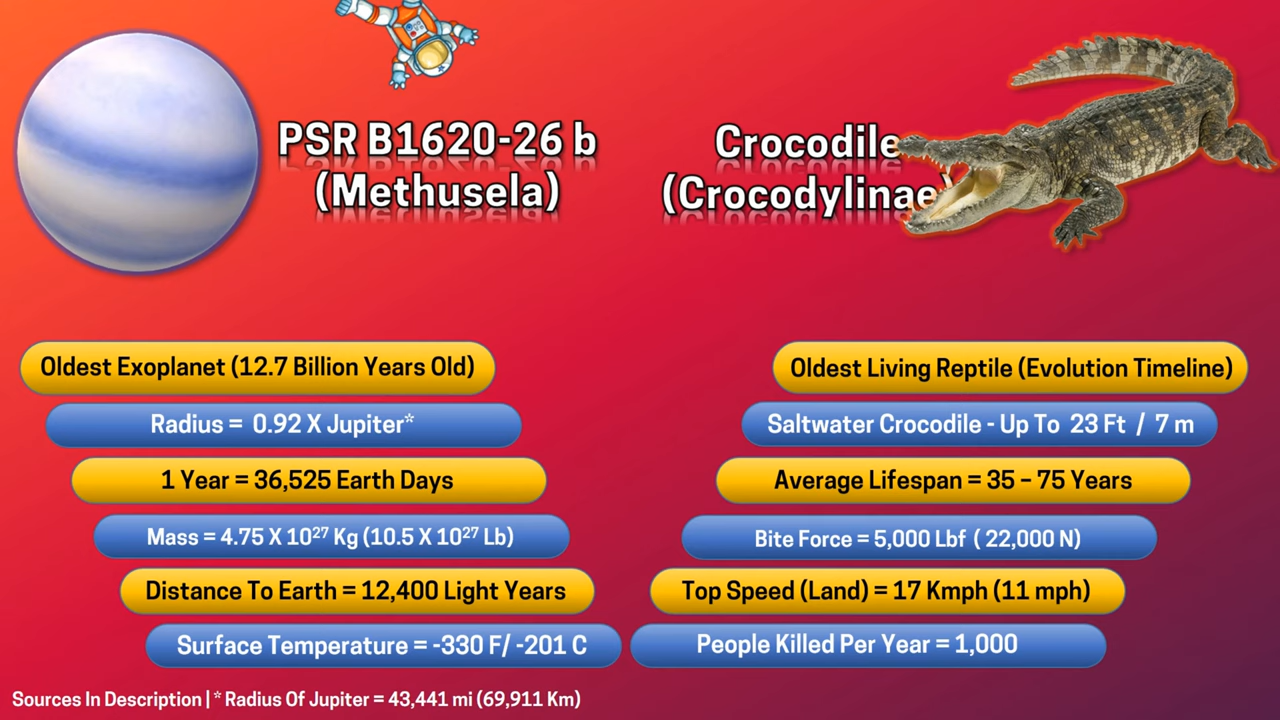 PSR B1620-26 b
(Methusela)
Oldest Exoplanet (12.7 Billion Years Old)
Radius = 0.92 X Jupiter*
1 Year = 36,525 Earth Days
Mass = 4.75 X 10²⁷ Kg (10.5 X 10²⁷ Lb)
Distance To Earth = 12,400 Light Years
Surface Temperature = -330 F/ -201 C
Crocodile
(Crocodylinae)
Oldest Living Reptile (Evolution Timeline)
Saltwater Crocodile - Up To 23 Ft / 7 m
Average Lifespan = 35 – 75 Years
Bite Force = 5,000 Lbf ( 22,000 N)
Top Speed (Land) = 17 Kmph (11 mph)
People Killed Per Year = 1,000
Sources In Description | * Radius Of Jupiter = 43,441 mi (69,911 Km)